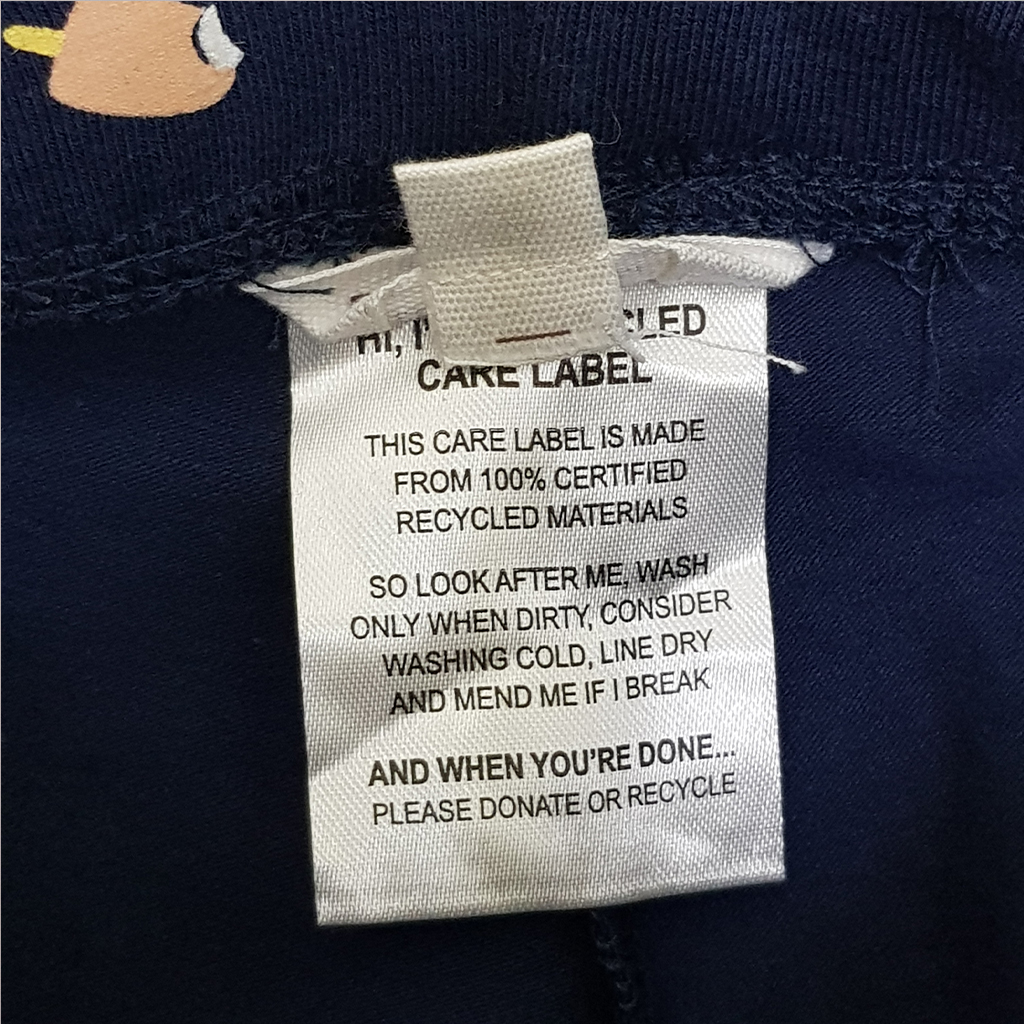 HI,
CARE LABEL
THIS CARE LABEL IS MADE
FROM 100% CERTIFIED
RECYCLED MATERIALS
SO LOOK AFTER ME, WASH
ONLY WHEN DIRTY, CONSIDER
WASHING COLD, LINE DRY
AND MEND ME IF I BREAK
AND WHEN YOU'RE DONE...
PLEASE DONATE OR RECYCLE